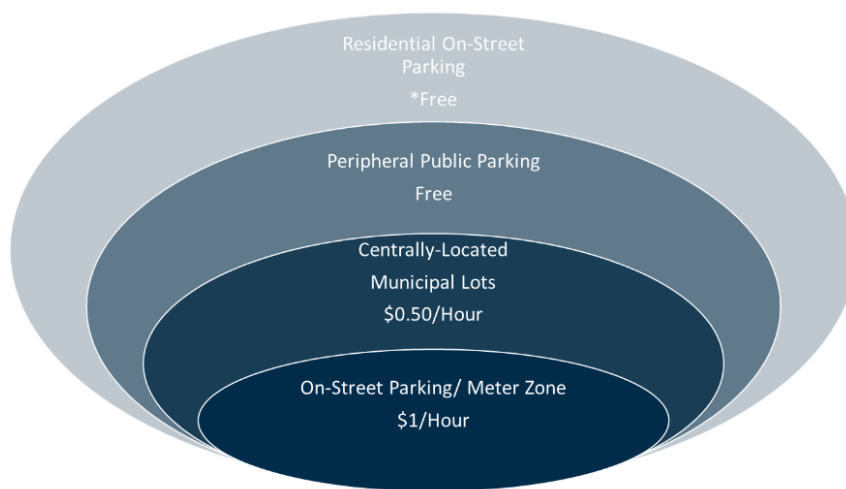 Residential On-Street
Parking
*Free
Peripheral Public Parking
Free
Centrally-Located
Municipal Lots
$0.50/Hour
On-Street Parking/ Meter Zone
$1/Hour